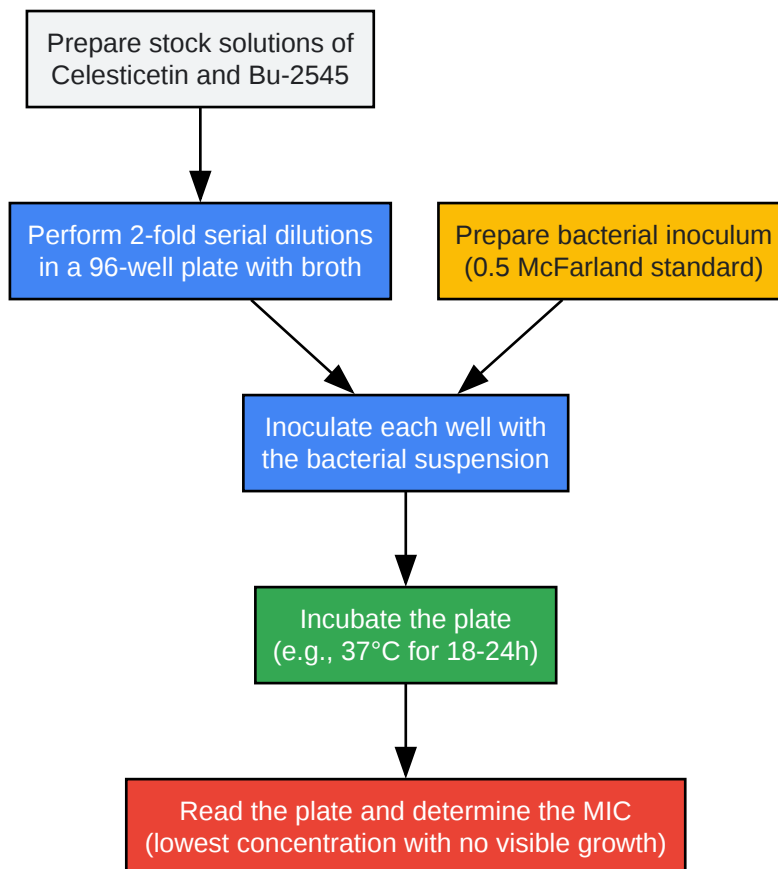 Prepare stock solutions of
Celesticetin and Bu-2545
Perform 2-fold serial dilutions
in a 96-well plate with broth
Prepare bacterial inoculum
(0.5 McFarland standard)
Inoculate each well with
the bacterial suspension
Incubate the plate
(e.g., 37°C for 18-24h)
Read the plate and determine the MIC
(lowest concentration with no visible growth)